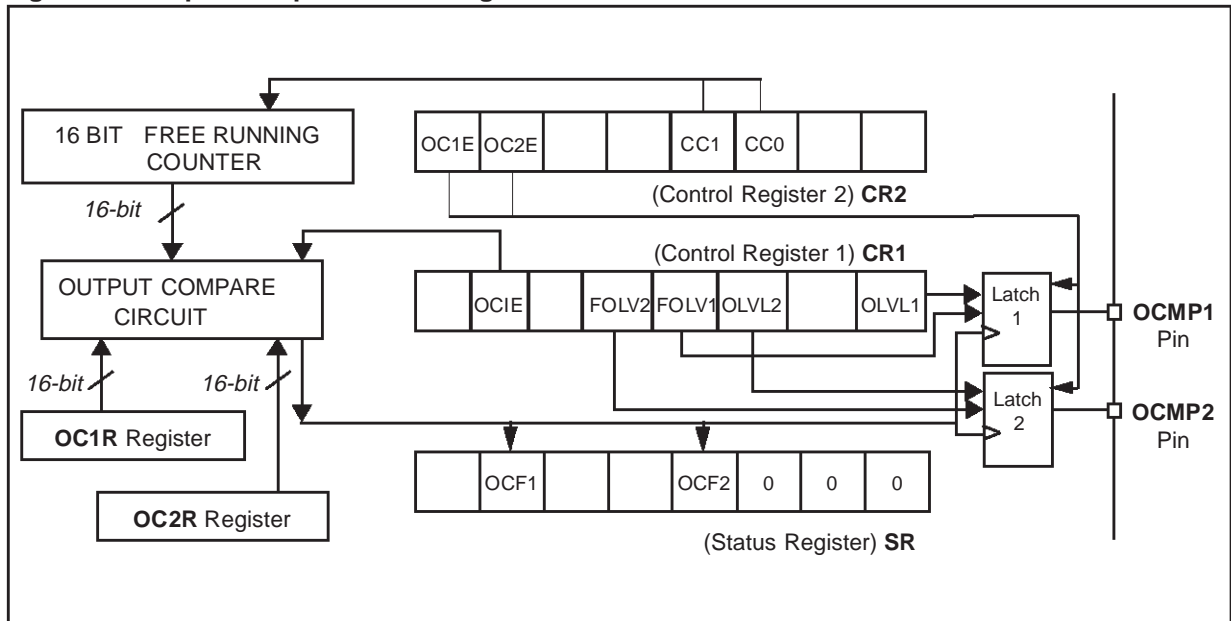 16 BIT FREE RUNNING
COUNTER
OC1E OC2E CC1 CC0
(Control Register 2) CR2
16-bit
(Control Register 1) CR1
OUTPUT COMPARE
CIRCUIT
OCIE FOLV2 FOLV1 OLVL2 OLVL1
Latch
1
OCMP1
Pin
16-bit 16-bit
Latch
2
OCMP2
Pin
OC1R Register
OCF1 OCF2 0 0 0
OC2R Register
(Status Register) SR